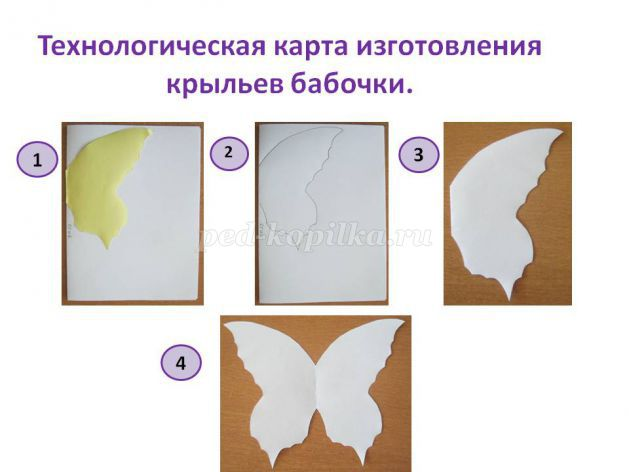 Технологическая карта изготовления
крыльев бабочки.
1
2
3
ped-kopilka.ru
4